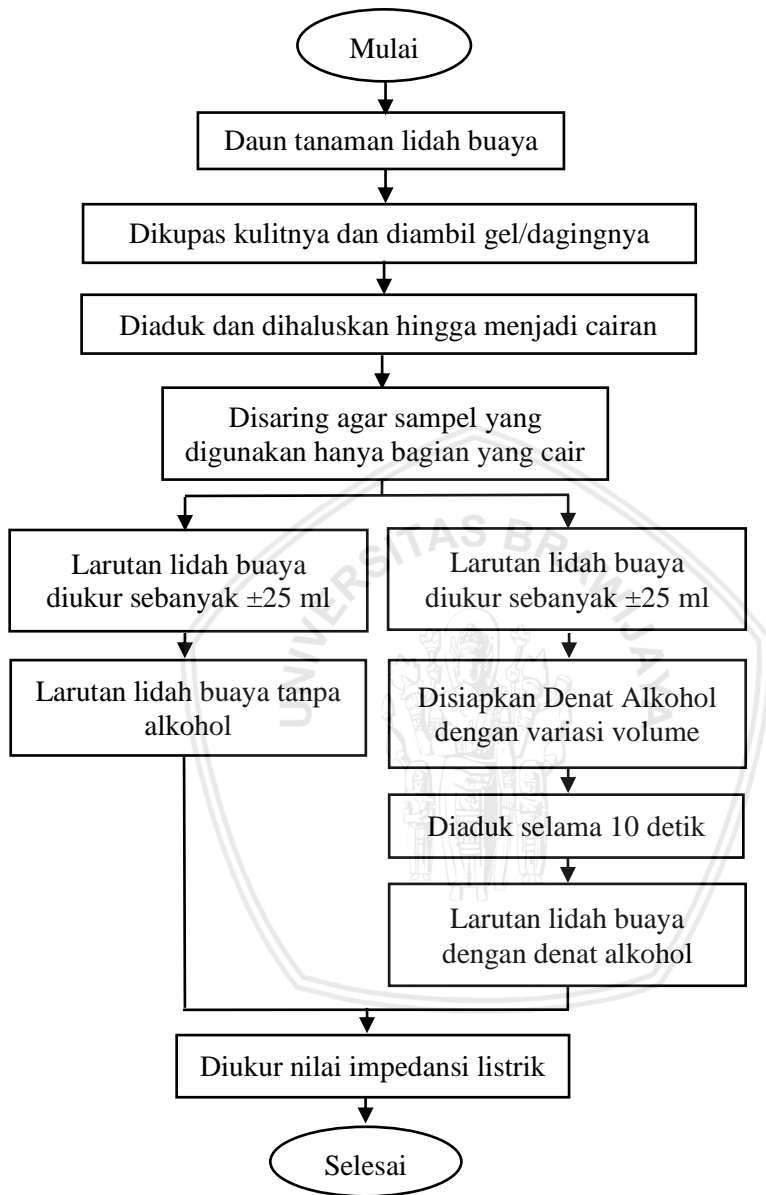 Mulai
Daun tanaman lidah buaya
Dikupas kulitnya dan diambil gel/dagingnya
Diaduk dan dihaluskan hingga menjadi cairan
Disaring agar sampel yang
digunakan hanya bagian yang cair
Larutan lidah buaya
diukur sebanyak ±25 ml
Larutan lidah buaya tanpa
alkohol
Larutan lidah buaya
diukur sebanyak ±25 ml
Disiapkan Denat Alkohol
dengan variasi volume
Diaduk selama 10 detik
Larutan lidah buaya
dengan denat alkohol
Diukur nilai impedansi listrik
Selesai
UNIVERSITAS BRAWIJAYA